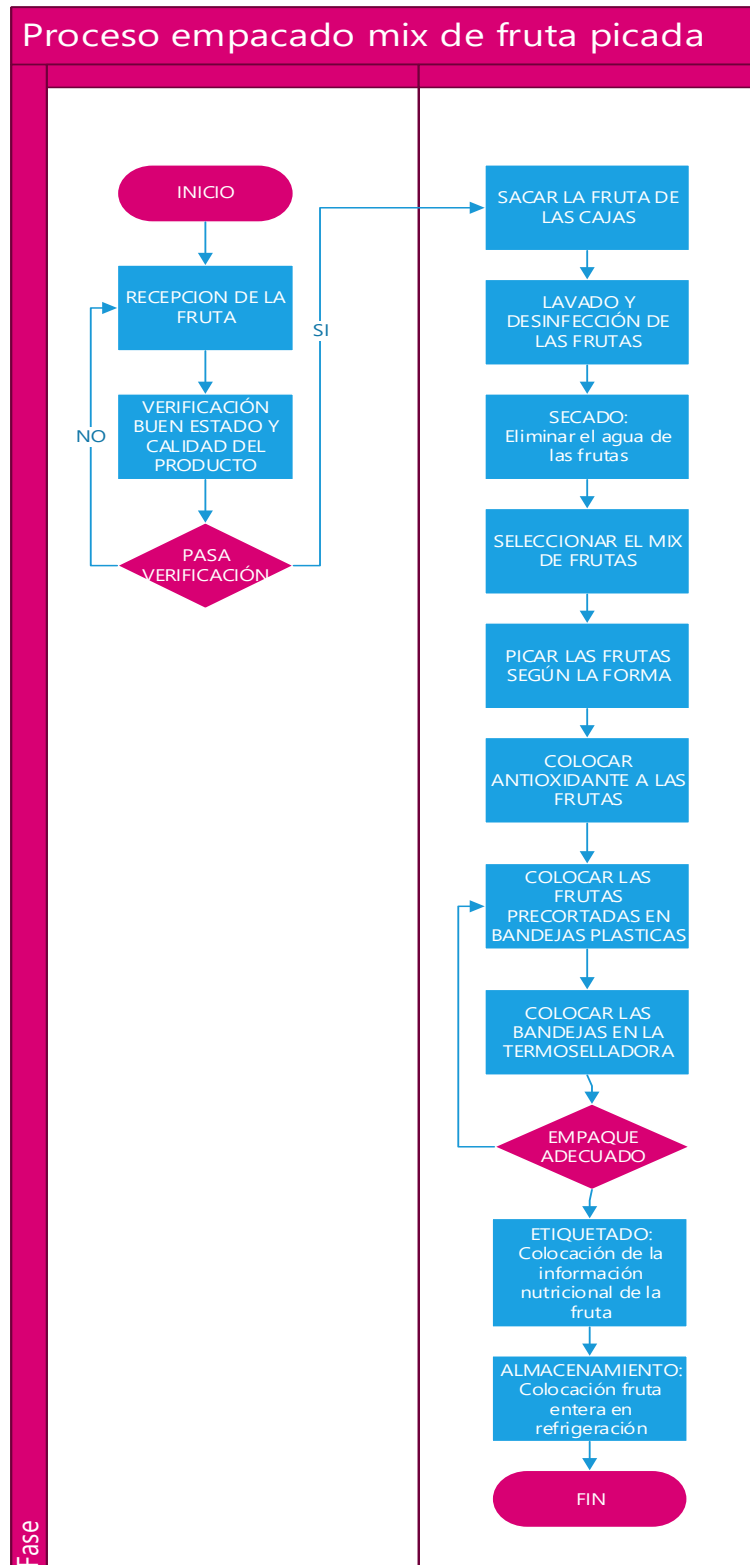 Proceso empacado mix de fruta picada
INICIO
RECEPCION DE LA
FRUTA
VERIFICACIÓN
BUEN ESTADO Y
CALIDAD DEL
PRODUCTO
NO
PASA
VERIFICACIÓN
SI
SACAR LA FRUTA DE
LAS CAJAS
LAVADO Y
DESINFECCIÓN DE
LAS FRUTAS
SECADO:
Eliminar el agua de
las frutas
SELECCIONAR EL MIX
DE FRUTAS
PICAR LAS FRUTAS
SEGÚN LA FORMA
COLOCAR
ANTIOXIDANTE A LAS
FRUTAS
COLOCAR LAS
FRUTAS
PRECORTADAS EN
BANDEJAS PLASTICAS
COLOCAR LAS
BANDEJAS EN LA
TERMOSELLADORA
EMPAQUE
ADECUADO
ETIQUETADO:
Colocación de la
información
nutricional de la
fruta
ALMACENAMIENTO:
Colocación fruta
entera en
refrigeración
FIN
Fase